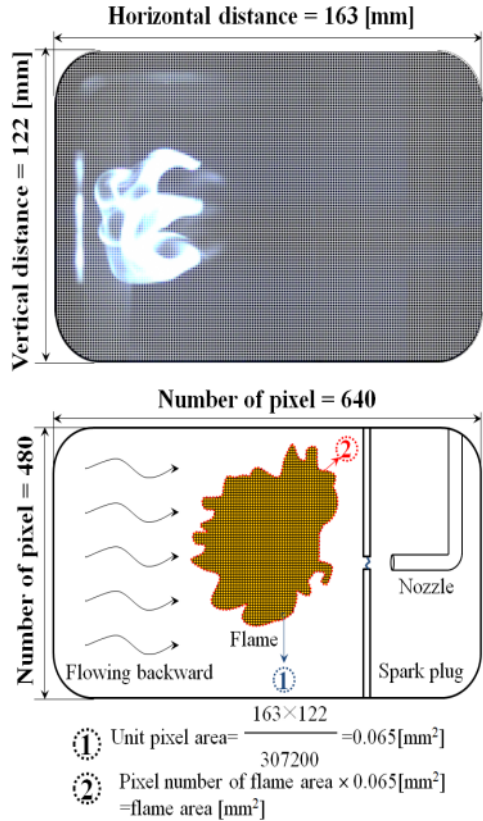 Horizontal distance = 163 [mm]
Vertical distance = 122 [mm]
Number of pixel = 640
Number of pixel = 480
2
Nozzle
Flame
Flowing backward
1
Spark plug
1 Unit pixel area= 163×122 / 307200 =0.065[mm²]
2 Pixel number of flame area × 0.065[mm²]
=flame area [mm²]